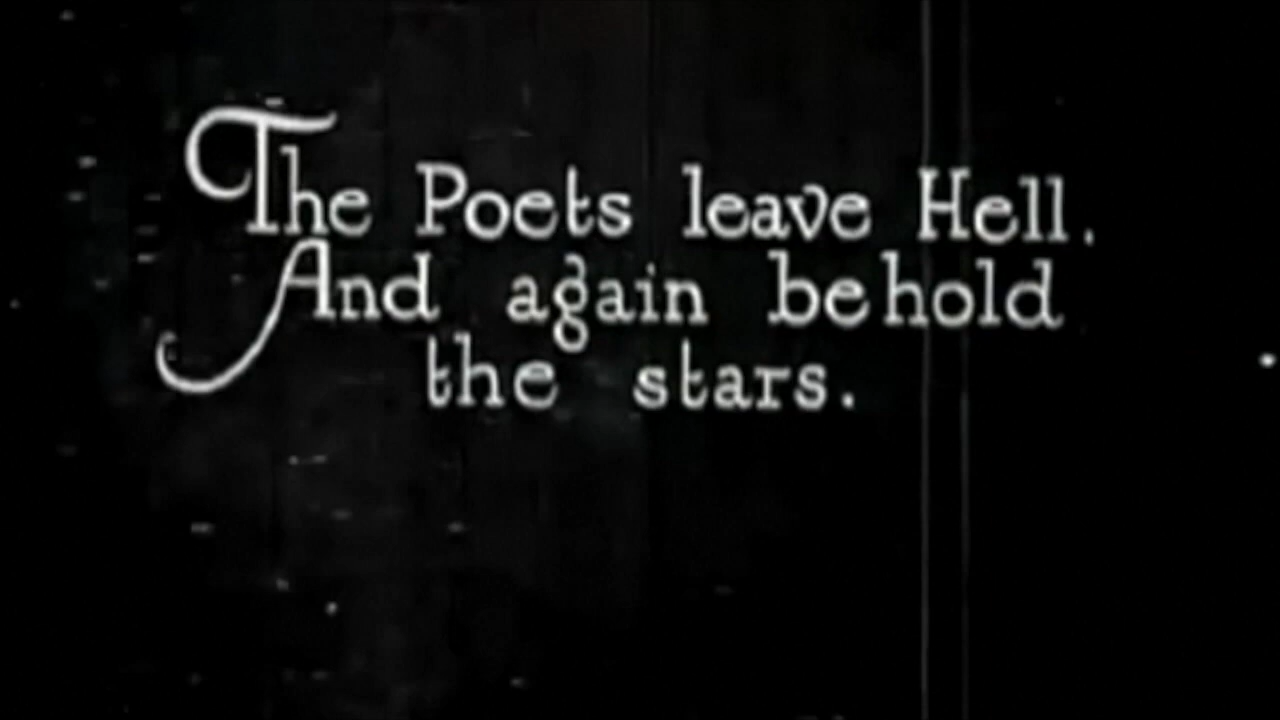 The Poets leave Hell.
And again behold
the stars.